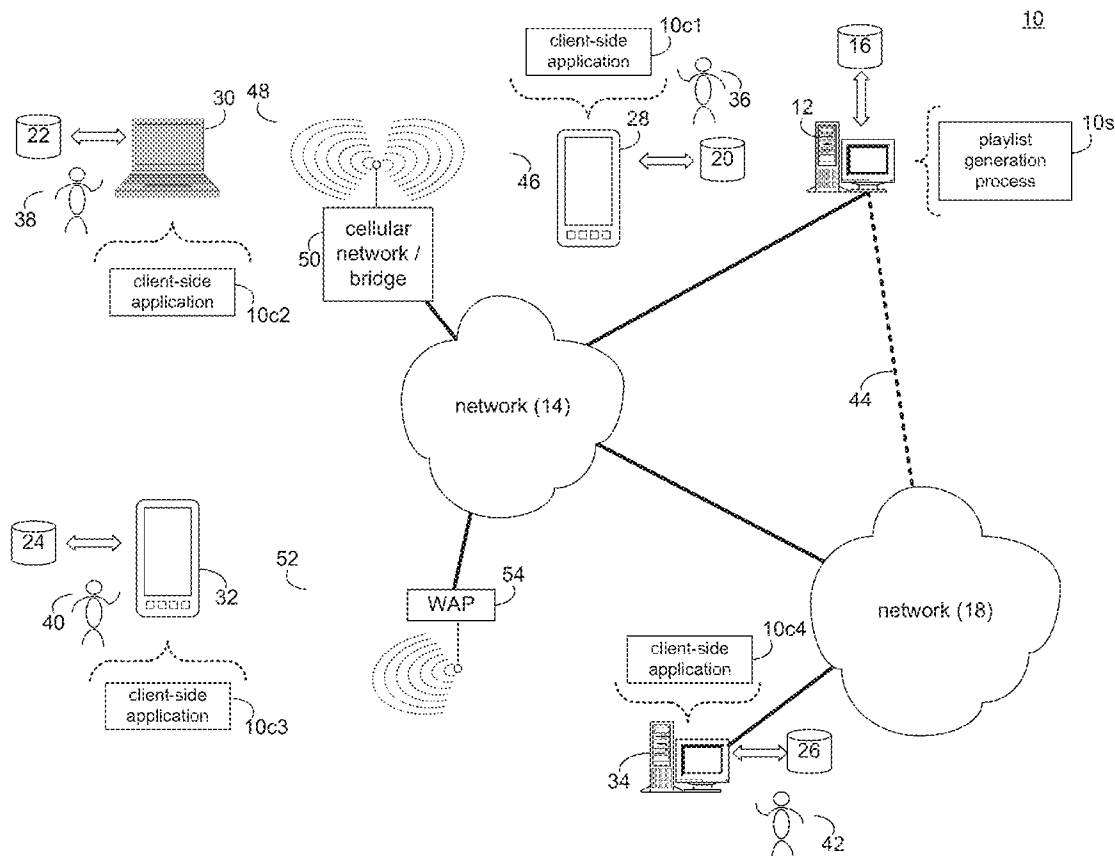 10
10c1
client-side
application
16
36
30
48
28
12
10s
22
20
playlist
generation
process
46
38
50
cellular
network /
bridge
client-side
application
10c2
44
network (14)
24
52
32
54
40
WAP
network (18)
10c4
client-side
application
client-side
application
10c3
26
34
42